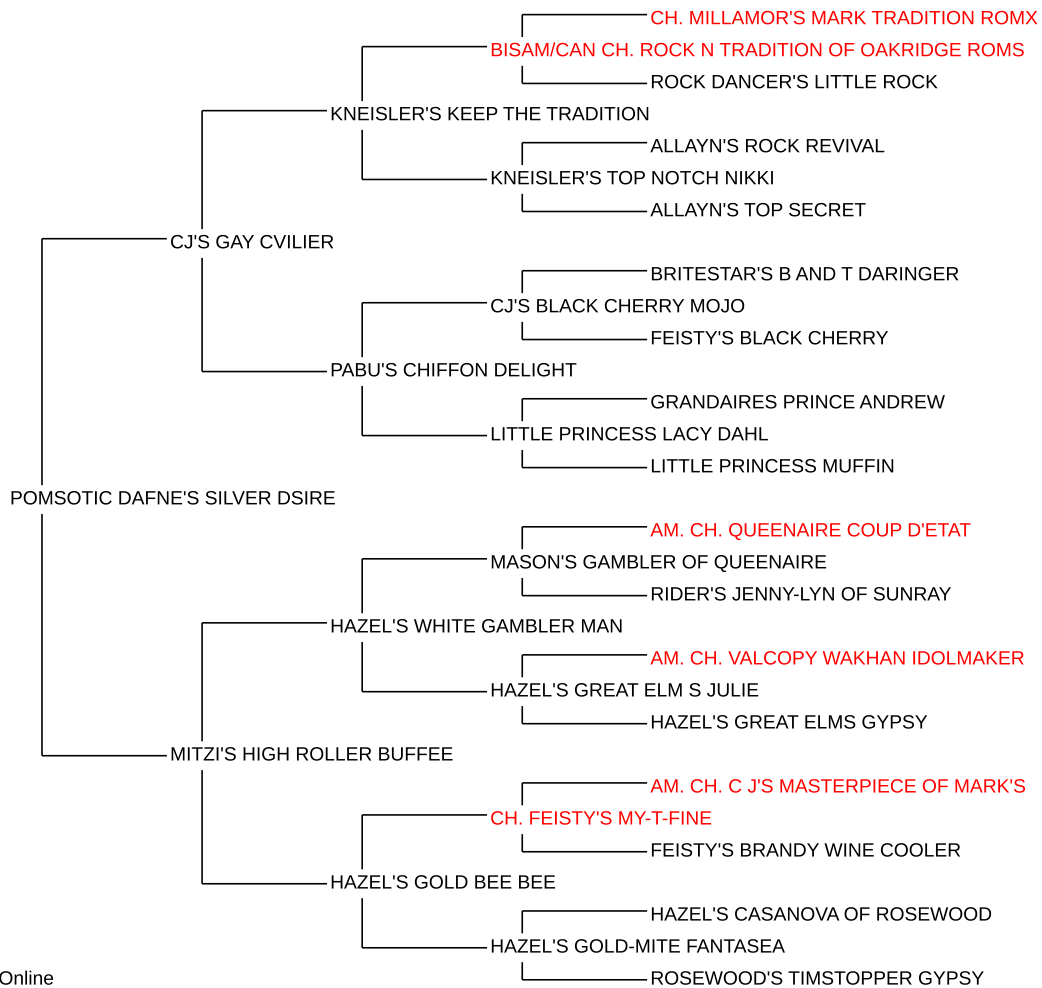 CH. MILLAMOR'S MARK TRADITION ROMX
BISAM/CAN CH. ROCK N TRADITION OF OAKRIDGE ROMS
ROCK DANCER'S LITTLE ROCK
KNEISLER'S KEEP THE TRADITION
ALLAYN'S ROCK REVIVAL
KNEISLER'S TOP NOTCH NIKKI
ALLAYN'S TOP SECRET
CJ'S GAY CVILIER
BRITESTAR'S B AND T DARINGER
CJ'S BLACK CHERRY MOJO
FEISTY'S BLACK CHERRY
PABU'S CHIFFON DELIGHT
GRANDAIRES PRINCE ANDREW
LITTLE PRINCESS LACY DAHL
LITTLE PRINCESS MUFFIN
POMSOTIC DAFNE'S SILVER DSIRE
AM. CH. QUEENAIRE COUP D'ETAT
MASON'S GAMBLER OF QUEENAIRE
RIDER'S JENNY-LYN OF SUNRAY
HAZEL'S WHITE GAMBLER MAN
AM. CH. VALCOPY WAKHAN IDOLMAKER
HAZEL'S GREAT ELM S JULIE
HAZEL'S GREAT ELMS GYPSY
MITZI'S HIGH ROLLER BUFFEE
AM. CH. C J'S MASTERPIECE OF MARK'S
CH. FEISTY'S MY-T-FINE
FEISTY'S BRANDY WINE COOLER
HAZEL'S GOLD BEE BEE
HAZEL'S CASANOVA OF ROSEWOOD
HAZEL'S GOLD-MITE FANTASEA
ROSEWOOD'S TIMSTOPPER GYPSY
Online